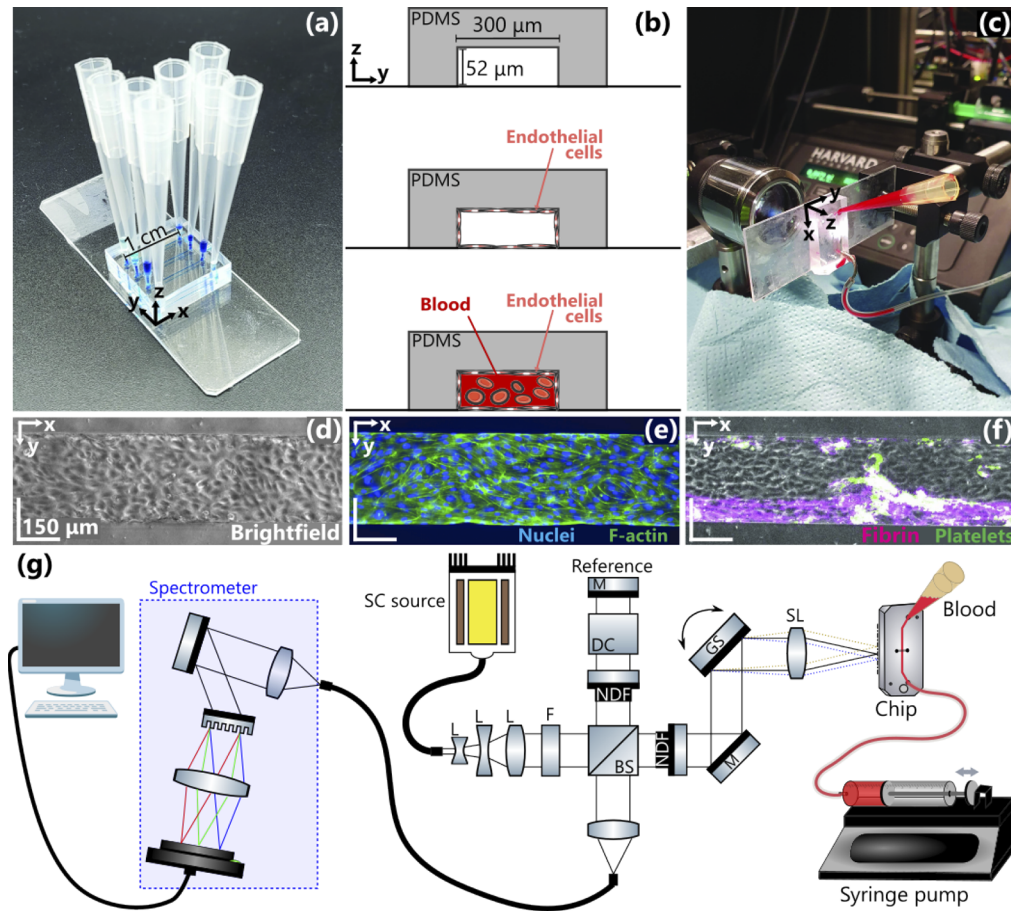 (a)
1 cm
z
y
x
(b)
PDMS
300 µm
52 µm
z
y
PDMS
Endothelial
cells
Blood
Endothelial
cells
PDMS
(c)
HARVARD
y
z
x
x
y
(d)
150 µm
Brightfield
x
y
(e)
Nuclei
F-actin
x
y
(f)
Fibrin
Platelets
(g)
Spectrometer
SC source
Reference
M
DC
NDF
L
L
L
F
BS
NDF
M
GS
SL
Blood
Chip
Syringe pump